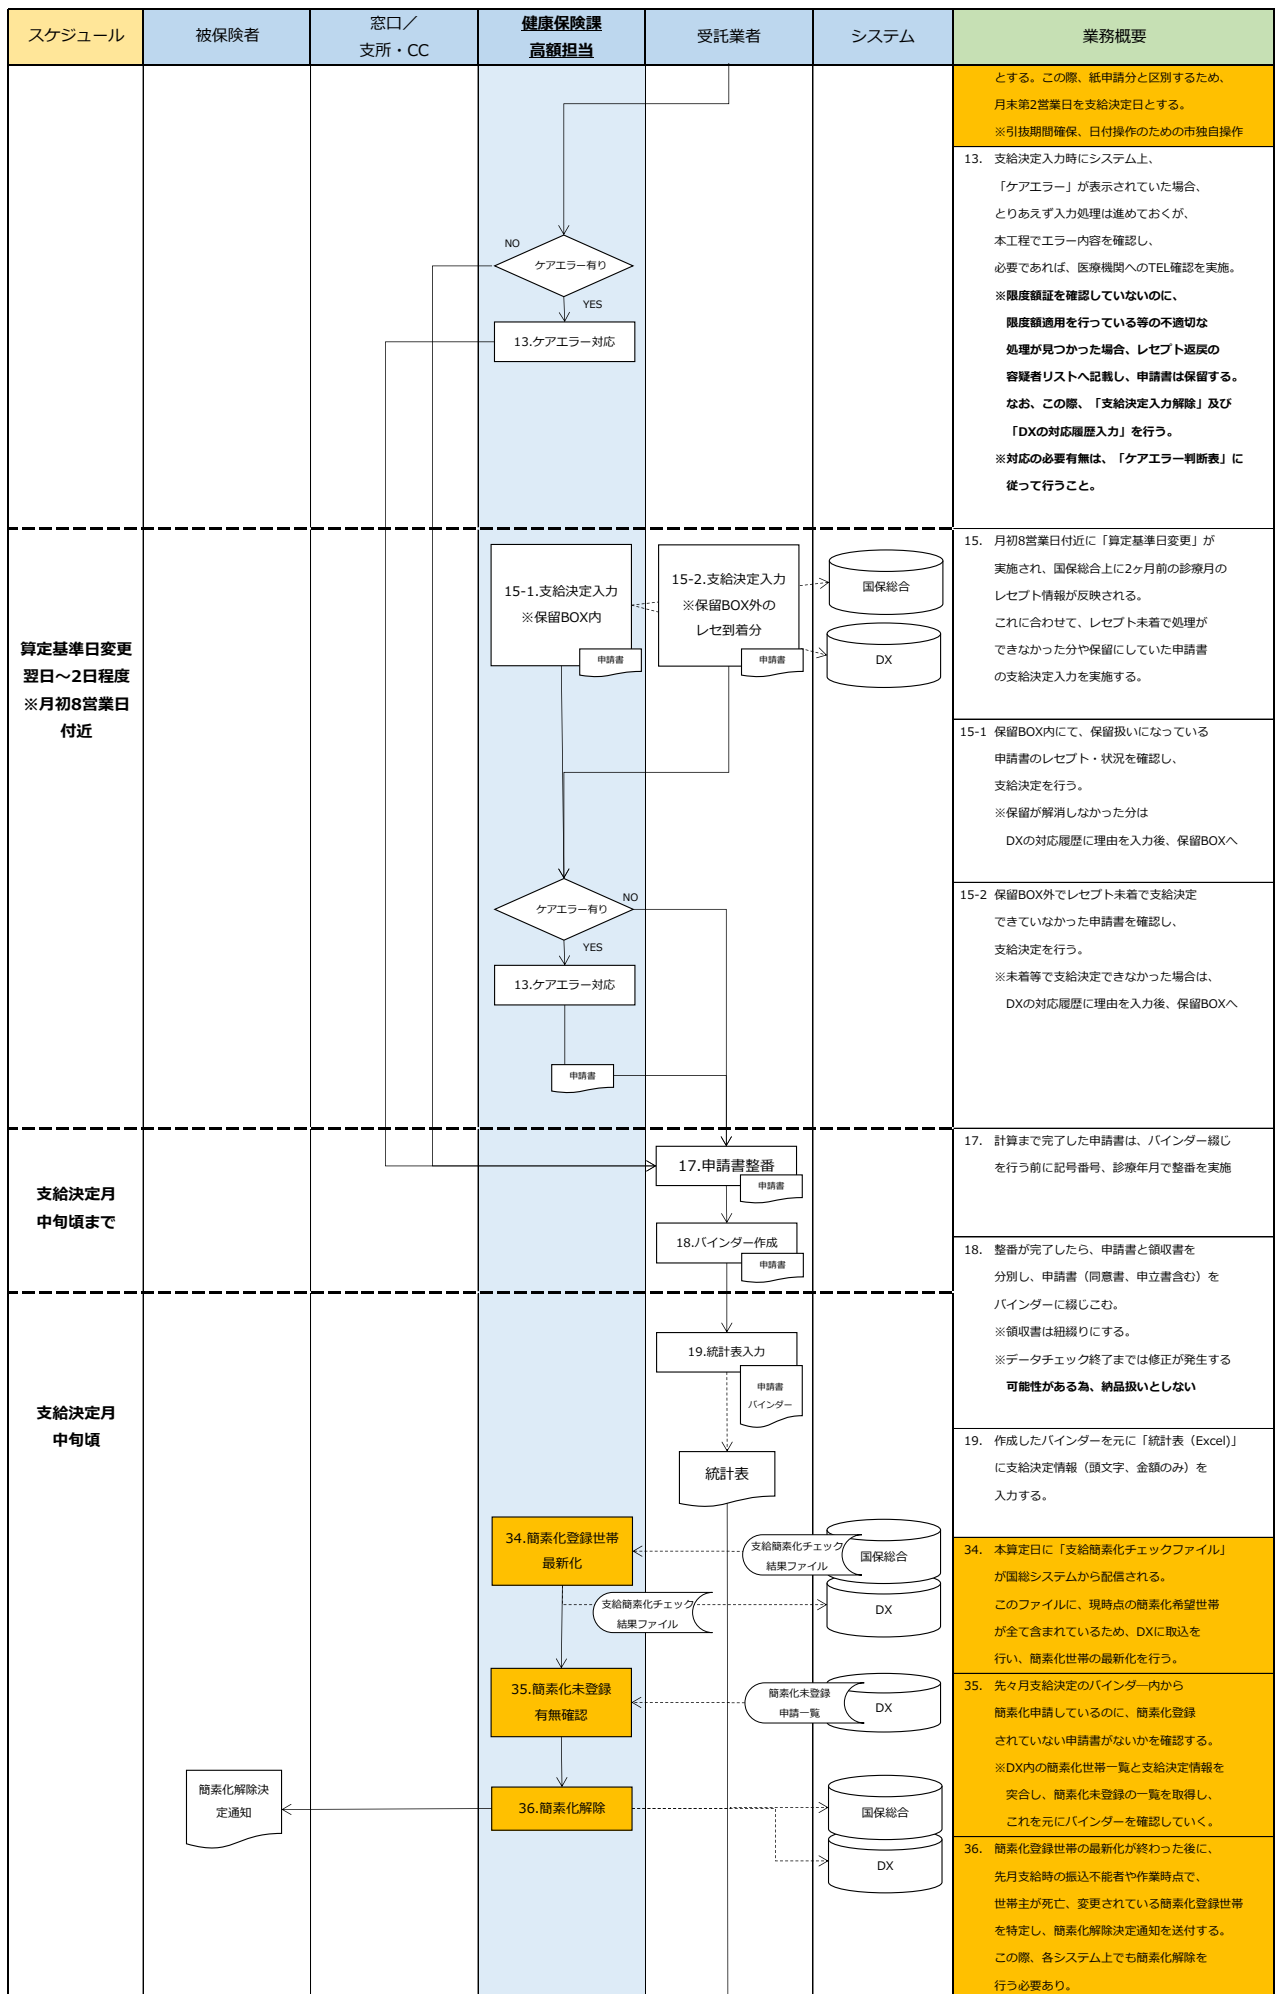 スケジュール
被保険者
窓口／
支所・CC
健康保険課
高額担当
受託業者
システム
業務概要
とする。この際、紙申請分と区別するため、
月末第2営業日を支給決定日とする。
※引抜期間確保、日付操作のための市独自操作
NO
ケアエラー有り
YES
13.ケアエラー対応
13. 支給決定入力時にシステム上、
「ケアエラー」が表示されていた場合、
とりあえず入力処理は進めておくが、
本工程でエラー内容を確認し、
必要であれば、医療機関へのTEL確認を実施。
※限度額証を確認していないのに、
限度額適用を行っている等の不適切な
処理が見つかった場合、レセプト返戻の
容疑者リストへ記載し、申請書は保留する。
なお、この際、「支給決定入力解除」及び
「DXの対応履歴入力」を行う。
※対応の必要有無は、「ケアエラー判断表」に
従って行うこと。
算定基準日変更
翌日～2日程度
※月初8営業日
付近
15-1.支給決定入力
※保留BOX内
申請書
15-2.支給決定入力
※保留BOX外の
レセ到着分
申請書
国保総合
DX
15. 月初8営業日付近に「算定基準日変更」が
実施され、国保総合上に2ヶ月前の診療月の
レセプト情報が反映される。
これに合わせて、レセプト未着で処理が
できなかった分や保留にしていた申請書
の支給決定入力を実施する。
15-1 保留BOX内にて、保留扱いになっている
申請書のレセプト・状況を確認し、
支給決定を行う。
※保留が解消しなかった分は
DXの対応履歴に理由を入力後、保留BOXへ
ケアエラー有り
NO
YES
13.ケアエラー対応
申請書
15-2 保留BOX外でレセプト未着で支給決定
できていなかった申請書を確認し、
支給決定を行う。
※未着等で支給決定できなかった場合は、
DXの対応履歴に理由を入力後、保留BOXへ
支給決定月
中旬頃まで
17.申請書整番
申請書
18.バインダー作成
申請書
17. 計算まで完了した申請書は、バインダー綴じ
を行う前に記号番号、診療年月で整番を実施
18. 整番が完了したら、申請書と領収書を
分別し、申請書（同意書、申立書含む）を
バインダーに綴じこむ。
※領収書は紐綴りにする。
※データチェック終了までは修正が発生する
可能性がある為、納品扱いとしない
支給決定月
中旬頃
19.統計表入力
申請書
バインダー
統計表
19. 作成したバインダーを元に「統計表（Excel)」
に支給決定情報（頭文字、金額のみ）を
入力する。
34.簡素化登録世帯
最新化
支給簡素化チェック
結果ファイル
国保総合
支給簡素化チェック
結果ファイル
DX
34. 本算定日に「支給簡素化チェックファイル」
が国総システムから配信される。
このファイルに、現時点の簡素化希望世帯
が全て含まれているため、DXに取込を
行い、簡素化世帯の最新化を行う。
35.簡素化未登録
有無確認
簡素化未登録
申請一覧
DX
35. 先々月支給決定のバインダ―内から
簡素化申請しているのに、簡素化登録
されていない申請書がないかを確認する。
※DX内の簡素化世帯一覧と支給決定情報を
突合し、簡素化未登録の一覧を取得し、
これを元にバインダーを確認していく。
簡素化解除決
定通知
36.簡素化解除
国保総合
DX
36. 簡素化登録世帯の最新化が終わった後に、
先月支給時の振込不能者や作業時点で、
世帯主が死亡、変更されている簡素化登録世帯
を特定し、簡素化解除決定通知を送付する。
この際、各システム上でも簡素化解除を
行う必要あり。